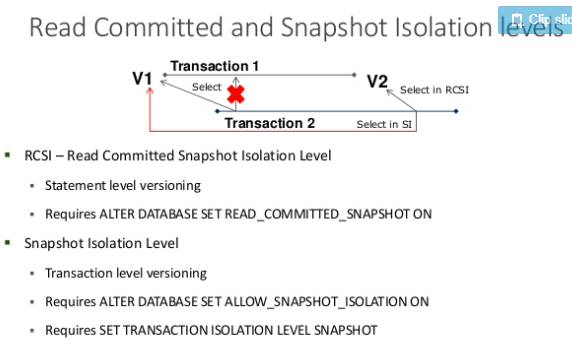 Read Committed and Snapshot Isolation levels
Clip slid
Transaction 1
V1
V2
Select
Select in RCSI
Transaction 2
Select in SI
RCSI – Read Committed Snapshot Isolation Level
Statement level versioning
Requires ALTER DATABASE SET READ_COMMITTED_SNAPSHOT ON
Snapshot Isolation Level
Transaction level versioning
Requires ALTER DATABASE SET ALLOW_SNAPSHOT_ISOLATION ON
Requires SET TRANSACTION ISOLATION LEVEL SNAPSHOT